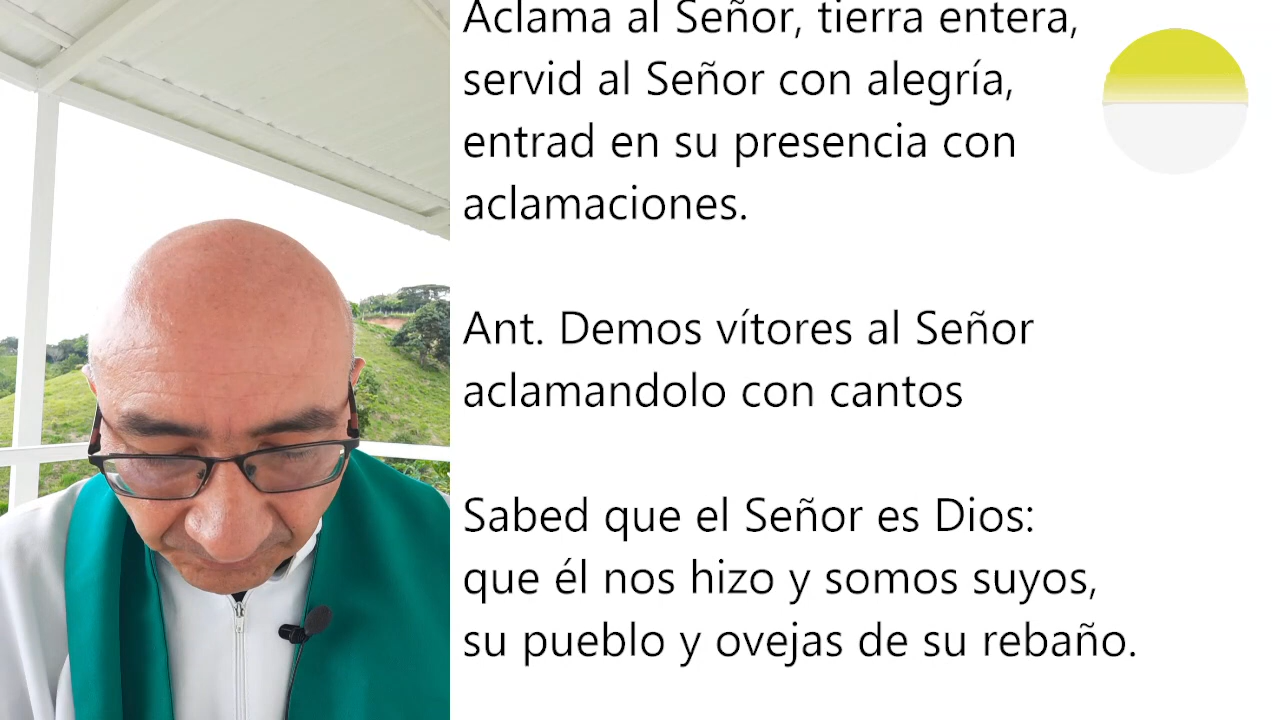 Aclama al Señor, tierra entera,
servid al Señor con alegría,
entrad en su presencia con
aclamaciones.
Ant. Demos vítores al Señor
aclamandolo con cantos
Sabed que el Señor es Dios:
que él nos hizo y somos suyos,
su pueblo y ovejas de su rebaño.